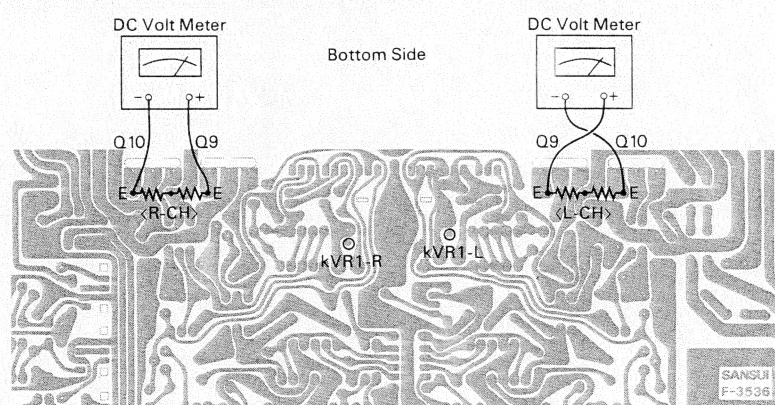 DC Volt Meter
DC Volt Meter
Bottom Side
- +
- +
Q10 Q9
Q9 Q10
E E
E E
<R-CH>
<L-CH>
kVR1-R
kVR1-L
SANSUI
F-3536